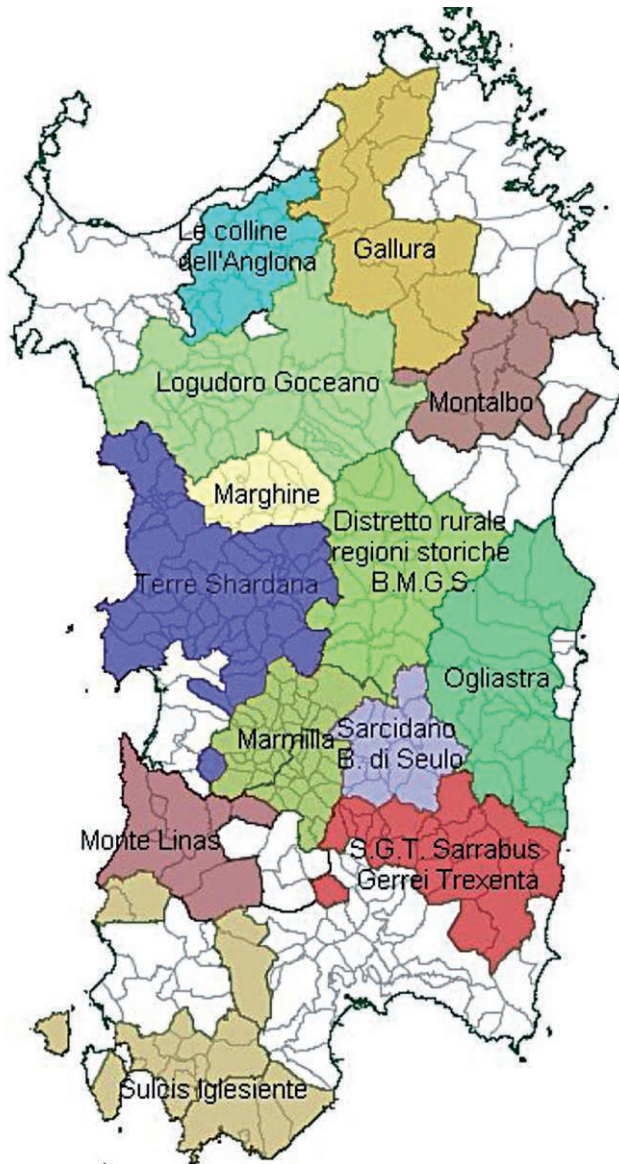 Le colline
dell'Anglona
Gallura
Logudoro Goceano
Montalbo
Marghine
Distretto rurale
regioni storiche
B.M.G.S.
Terre Shardana
Ogliastra
Marmilla
Sarcidano
B. di Seulo
Monte Linas
S.G.T. Sarrabus
Gerrei Trexenta
Sulcis Iglesiente